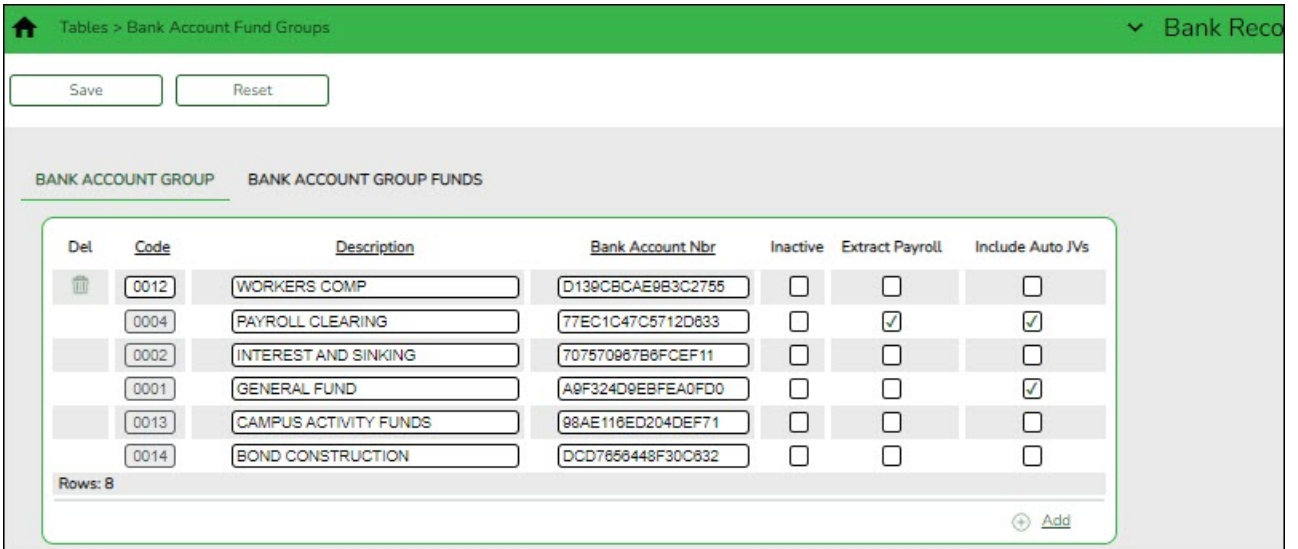 Tables > Bank Account Fund Groups Bank Reco
Save Reset
BANK ACCOUNT GROUP BANK ACCOUNT GROUP FUNDS
Del Code Description Bank Account Nbr Inactive Extract Payroll Include Auto JVs
0012 WORKERS COMP D139CBCAE9B3C2755
0004 PAYROLL CLEARING 77EC1C47C5712D633
0002 INTEREST AND SINKING 707570967B6FCEF11
0001 GENERAL FUND A9F324D9EBFEA0FD0
0013 CAMPUS ACTIVITY FUNDS 98AE116ED204DEF71
0014 BOND CONSTRUCTION DCD7656448F30C632
Rows: 8
Add